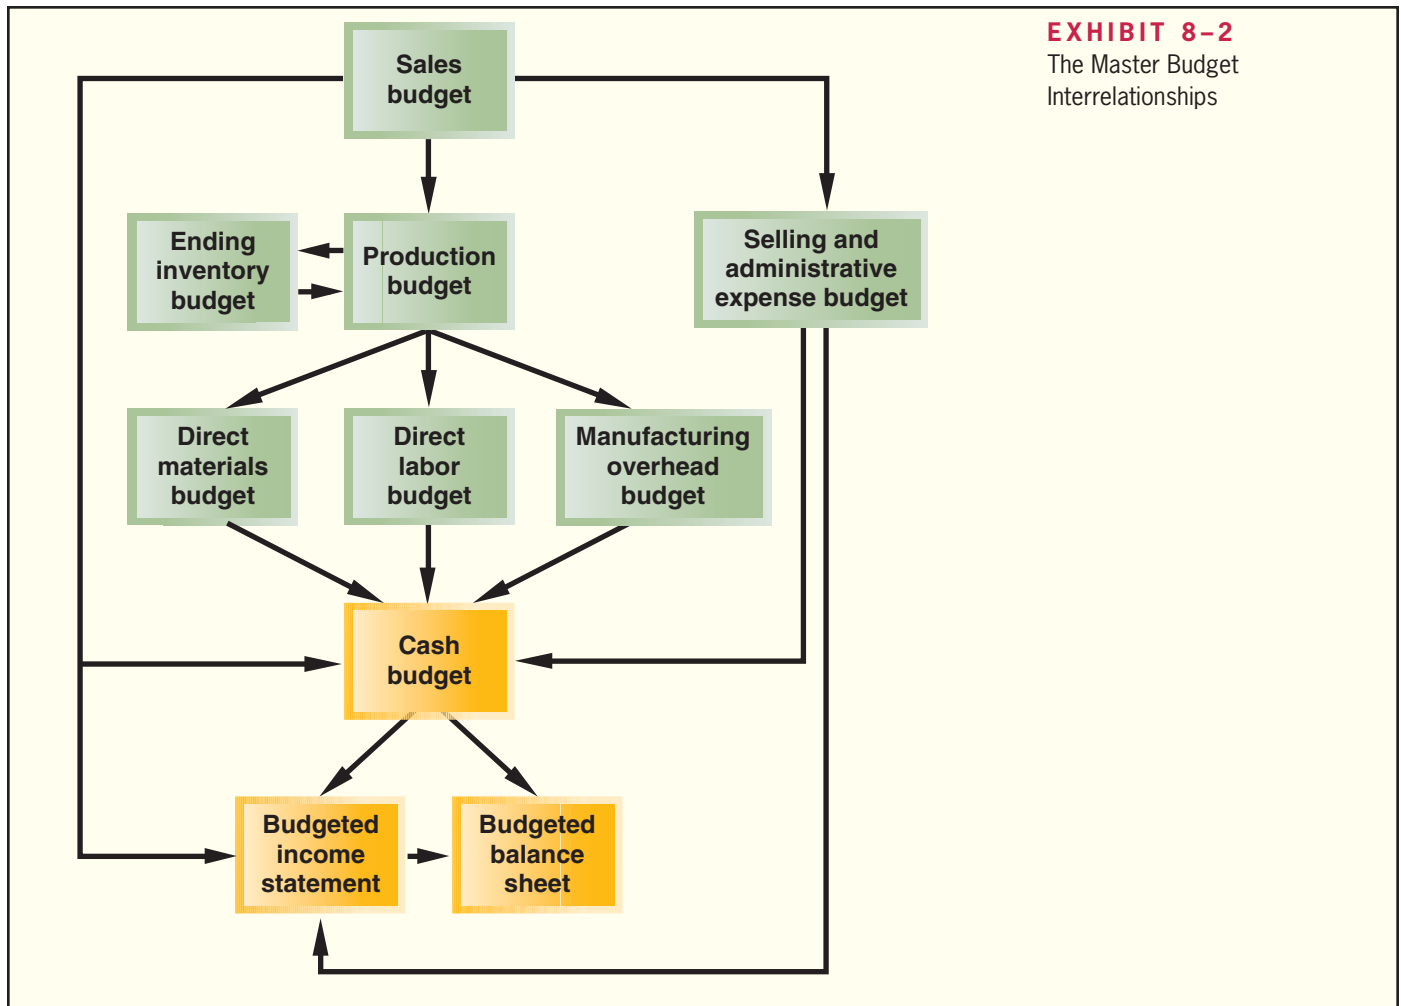 EXHIBIT 8–2
The Master Budget
Interrelationships
Sales
budget
Ending
inventory
budget
Production
budget
Selling and
administrative
expense budget
Direct
materials
budget
Direct
labor
budget
Manufacturing
overhead
budget
Cash
budget
Budgeted
income
statement
Budgeted
balance
sheet